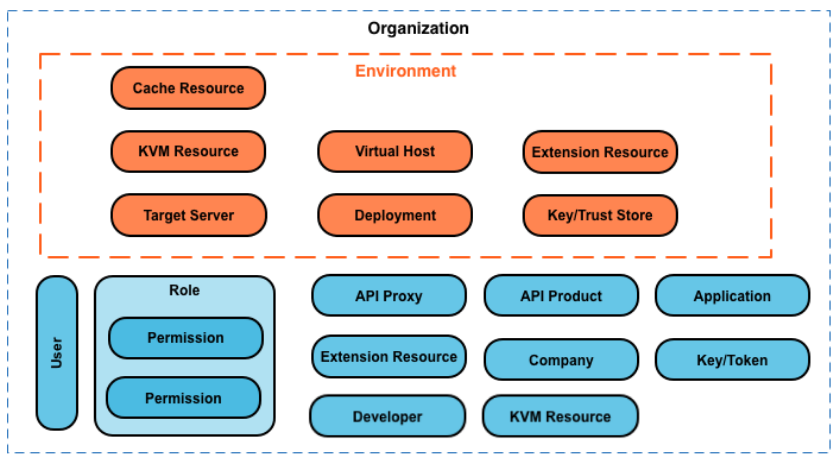 Organization
Environment
Cache Resource
KVM Resource
Virtual Host
Extension Resource
Target Server
Deployment
Key/Trust Store
User
Role
Permission
Permission
API Proxy
API Product
Application
Extension Resource
Company
Key/Token
Developer
KVM Resource